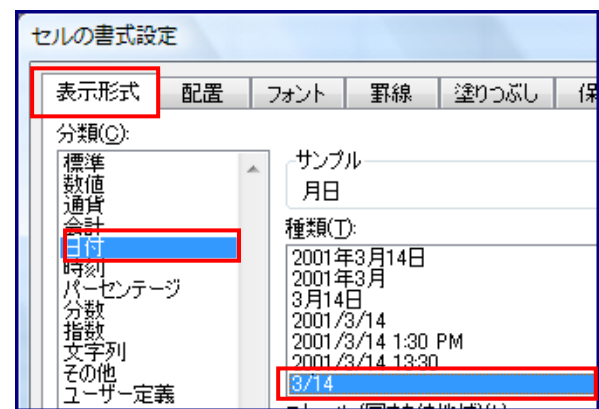 セルの書式設定
表示形式 配置 フォント 罫線 塗りつぶし
分類(C):
標準
数値
通貨
会計
日付
時刻
パーセンテージ
分数
指数
文字列
その他
ユーザー定義
サンプル
月日
種類(T):
2001年3月14日
2001年3月
3月14日
2001/3/14
2001/3/14 1:30 PM
2001/3/14 13:30
3/14